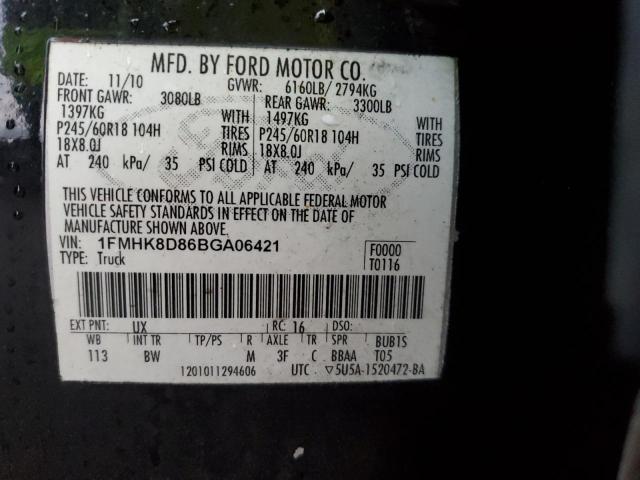 MFD. BY FORD MOTOR CO.
DATE: 11/10 GVWR: 6160LB/ 2794KG
FRONT GAWR: 3080LB REAR GAWR: 3300LB
1397KG WITH 1497KG WITH
P245/60R18 104H TIRES P245/60R18 104H TIRES
18X8.0J RIMS 18X8.0J RIMS
AT 240 kPa/ 35 PSI COLD AT 240 kPa/ 35 PSI COLD
THIS VEHICLE CONFORMS TO ALL APPLICABLE FEDERAL MOTOR
VEHICLE SAFETY STANDARDS IN EFFECT ON THE DATE OF
MANUFACTURE SHOWN ABOVE.
VIN: 1FMHK8D86BGA06421 F0000
TYPE: Truck T0116
EXT PNT: UX RC: 16 DSO:
WB INT TR TP/PS R AXLE TR SPR BUB1S
113 BW M 3F C BBAA T05
1201011294606 UTC ▽5U5A-1520472-BA